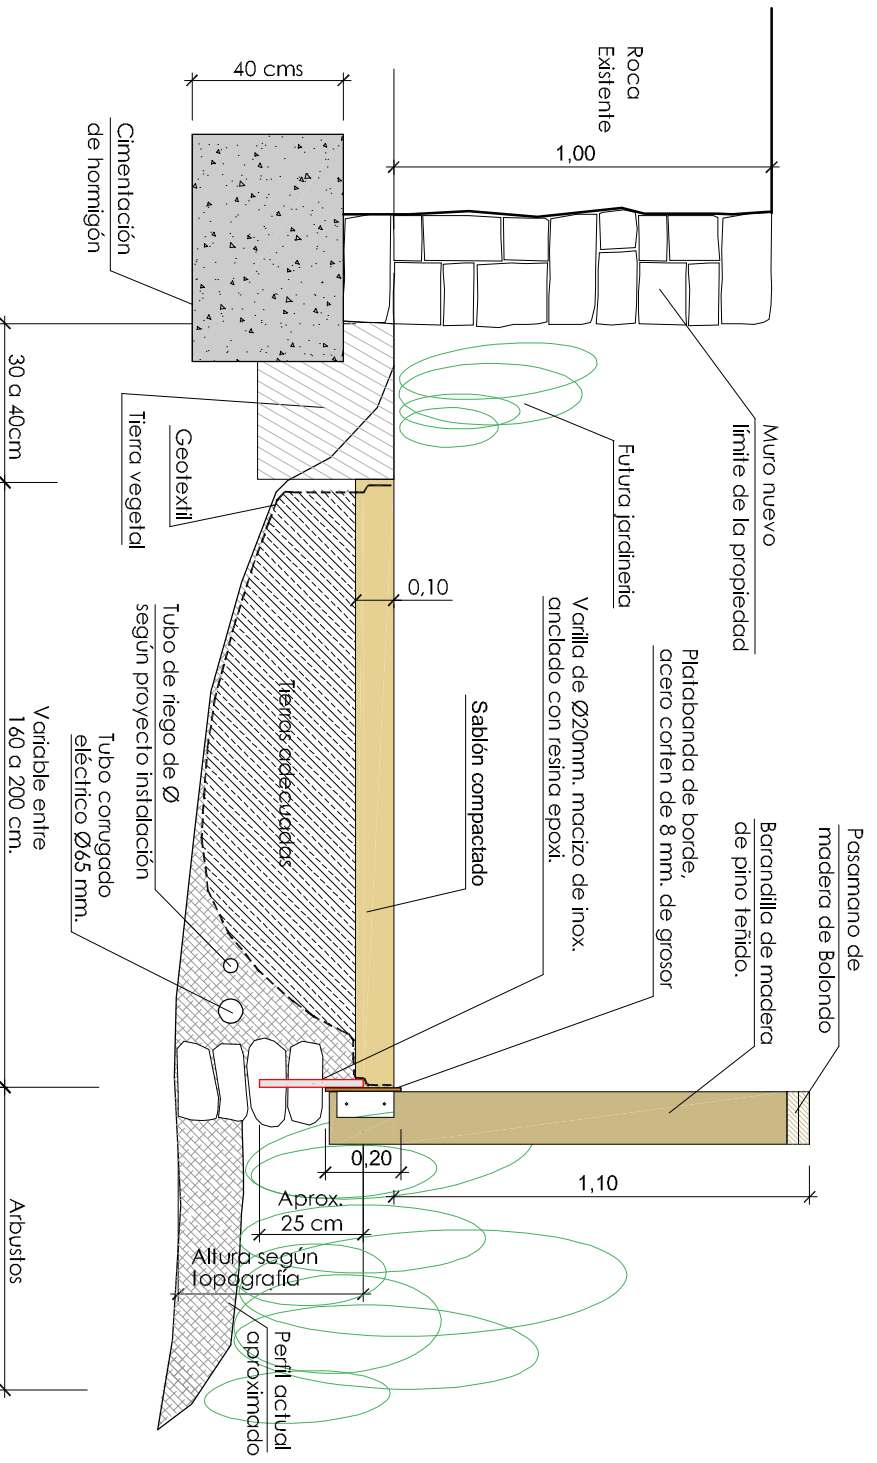 Roca
Existente
1,00
40 cms
Cimentación
de hormigón
Muro nuevo
límite de la propiedad
Futura jardineria
30 a 40cm
Tierra vegetal
Geotextil
0,10
Varilla de Ø20mm. macizo de inox.
anclado con resina epoxi.
Platabanda de borde,
acero corten de 8 mm. de grosor
Sablón compactado
Tierras adecuadas
Tubo de riego de Ø
según proyecto instalación
Tubo corrugado
eléctrico Ø65 mm.
Variable entre
160 a 200 cm.
Pasamano de
madera de Bolondo
Barandilla de madera
de pino teñido.
0,20
1,10
Aprox.
25 cm
Altura según
topografía
Perfil actual
aproximado
Arbustos